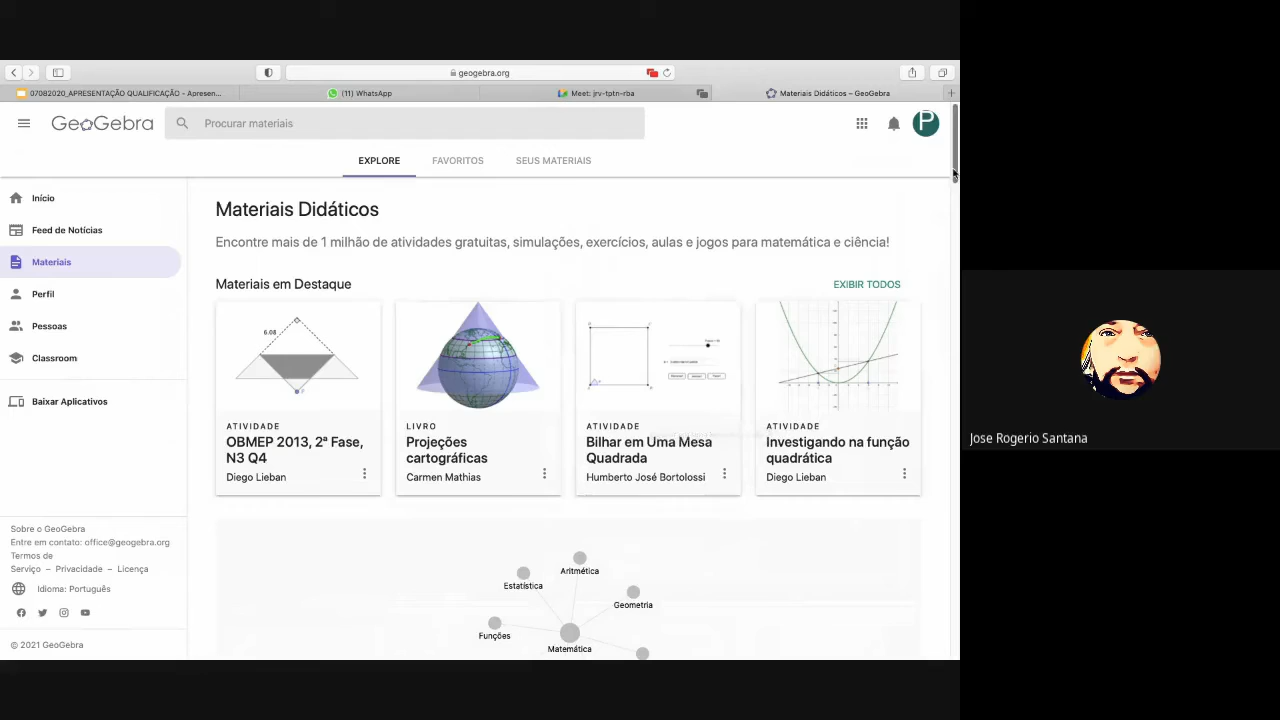 geogebra.org
07082020_APRESENTAÇÃO QUALIFICAÇÃO - Apresen...
(11) WhatsApp
Meet: jrv-tptn-rba
Materiais Didáticos – GeoGebra
GeoGebra
Procurar materiais
P
EXPLORE
FAVORITOS
SEUS MATERIAIS
Início
Feed de Notícias
Materiais
Perfil
Pessoas
Classroom
Baixar Aplicativos
Sobre o GeoGebra
Entre em contato: office@geogebra.org
Termos de
Serviço – Privacidade – Licença
Idioma: Português
© 2021 GeoGebra
Materiais Didáticos
Encontre mais de 1 milhão de atividades gratuitas, simulações, exercícios, aulas e jogos para matemática e ciência!
Materiais em Destaque
EXIBIR TODOS
6.08
ATIVIDADE
OBMEP 2013, 2ª Fase,
N3 Q4
Diego Lieban
LIVRO
Projeções
cartográficas
Carmen Mathias
ATIVIDADE
Bilhar em Uma Mesa
Quadrada
Humberto José Bortolossi
ATIVIDADE
Investigando na função
quadrática
Diego Lieban
Aritmética
Estatística
Geometria
Funções
Matemática
Jose Rogerio Santana